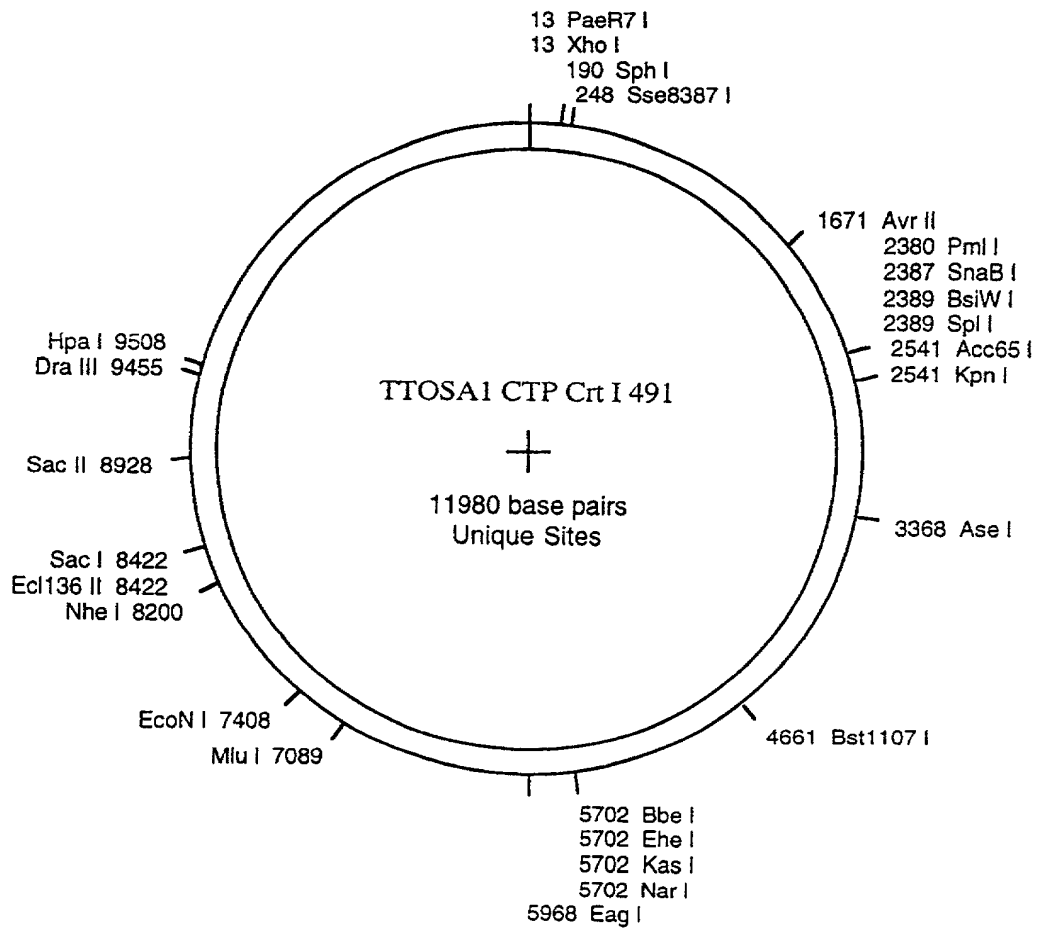 13 PaeR7 I
13 Xho I
190 Sph I
248 Sse8387 I
1671 Avr II
2380 Pml I
2387 SnaB I
2389 BsiW I
2389 Spl I
2541 Acc65 I
2541 Kpn I
Hpa I 9508
Dra III 9455
TTOSA1 CTP Crt I 491
Sac II 8928
11980 base pairs
Unique Sites
3368 Ase I
Sac I 8422
Ecl136 II 8422
Nhe I 8200
EcoN I 7408
Mlu I 7089
4661 Bst1107 I
5702 Bbe I
5702 Ehe I
5702 Kas I
5702 Nar I
5968 Eag I